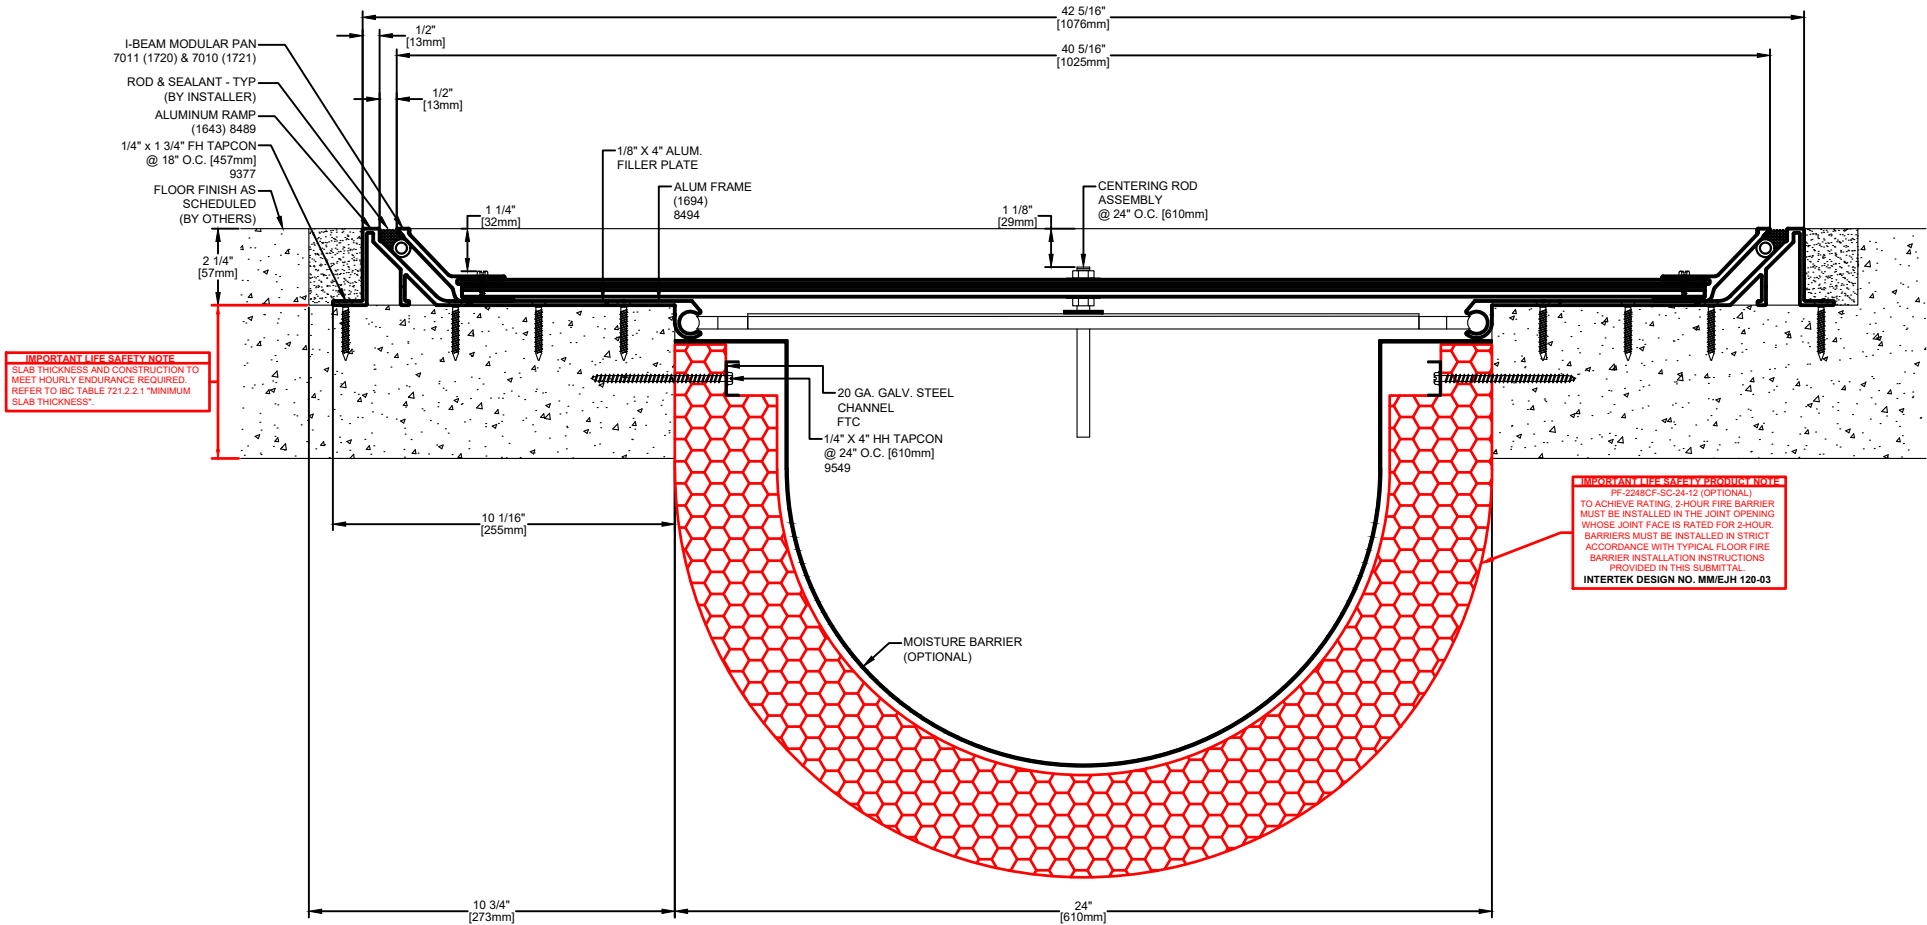 42 5/16"
[1076mm]
1/2"
[13mm]
40 5/16"
[1025mm]
I-BEAM MODULAR PAN
7011 (1720) & 7010 (1721)
ROD & SEALANT - TYP
(BY INSTALLER)
1/2"
[13mm]
ALUMINUM RAMP
(1643) 8489
1/4" x 1 3/4" FH TAPCON
@ 18" O.C. [457mm]
9377
FLOOR FINISH AS
SCHEDULED
(BY OTHERS)
1/8" X 4" ALUM.
FILLER PLATE
ALUM FRAME
(1694)
8494
1 1/4"
[32mm]
1 1/8"
[29mm]
CENTERING ROD
ASSEMBLY
@ 24" O.C. [610mm]
2 1/4"
[57mm]
IMPORTANT LIFE SAFETY NOTE
SLAB THICKNESS AND CONSTRUCTION TO
MEET HOURLY ENDURANCE REQUIRED.
REFER TO IBC TABLE 721.2.2.1 "MINIMUM
SLAB THICKNESS".
20 GA. GALV. STEEL
CHANNEL
FTC
1/4" X 4" HH TAPCON
@ 24" O.C. [610mm]
9549
IMPORTANT LIFE SAFETY PRODUCT NOTE
PF-2248CF-SC-24-12 (OPTIONAL)
TO ACHIEVE RATING, 2-HOUR FIRE BARRIER
MUST BE INSTALLED IN THE JOINT OPENING
WHOSE JOINT FACE IS RATED FOR 2-HOUR.
BARRIERS MUST BE INSTALLED IN STRICT
ACCORDANCE WITH TYPICAL FLOOR FIRE
BARRIER INSTALLATION INSTRUCTIONS
PROVIDED IN THIS SUBMITTAL.
INTERTEK DESIGN NO. MM/EJH 120-03
10 1/16"
[255mm]
MOISTURE BARRIER
(OPTIONAL)
10 3/4"
[273mm]
24"
[610mm]